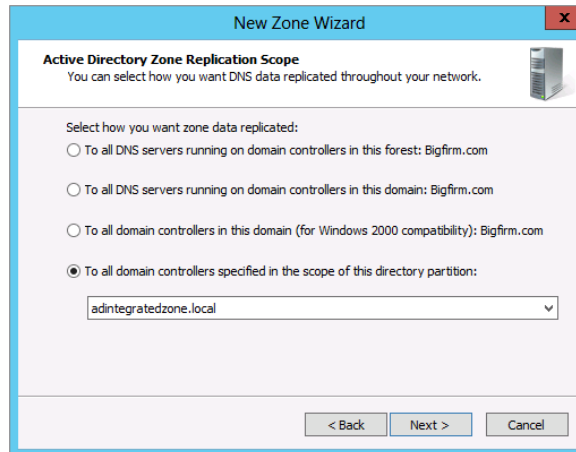 New Zone Wizard
x
Active Directory Zone Replication Scope
You can select how you want DNS data replicated throughout your network.
Select how you want zone data replicated:
To all DNS servers running on domain controllers in this forest: Bigfirm.com
To all DNS servers running on domain controllers in this domain: Bigfirm.com
To all domain controllers in this domain (for Windows 2000 compatibility): Bigfirm.com
To all domain controllers specified in the scope of this directory partition:
adintegratedzone.local
< Back Next > Cancel